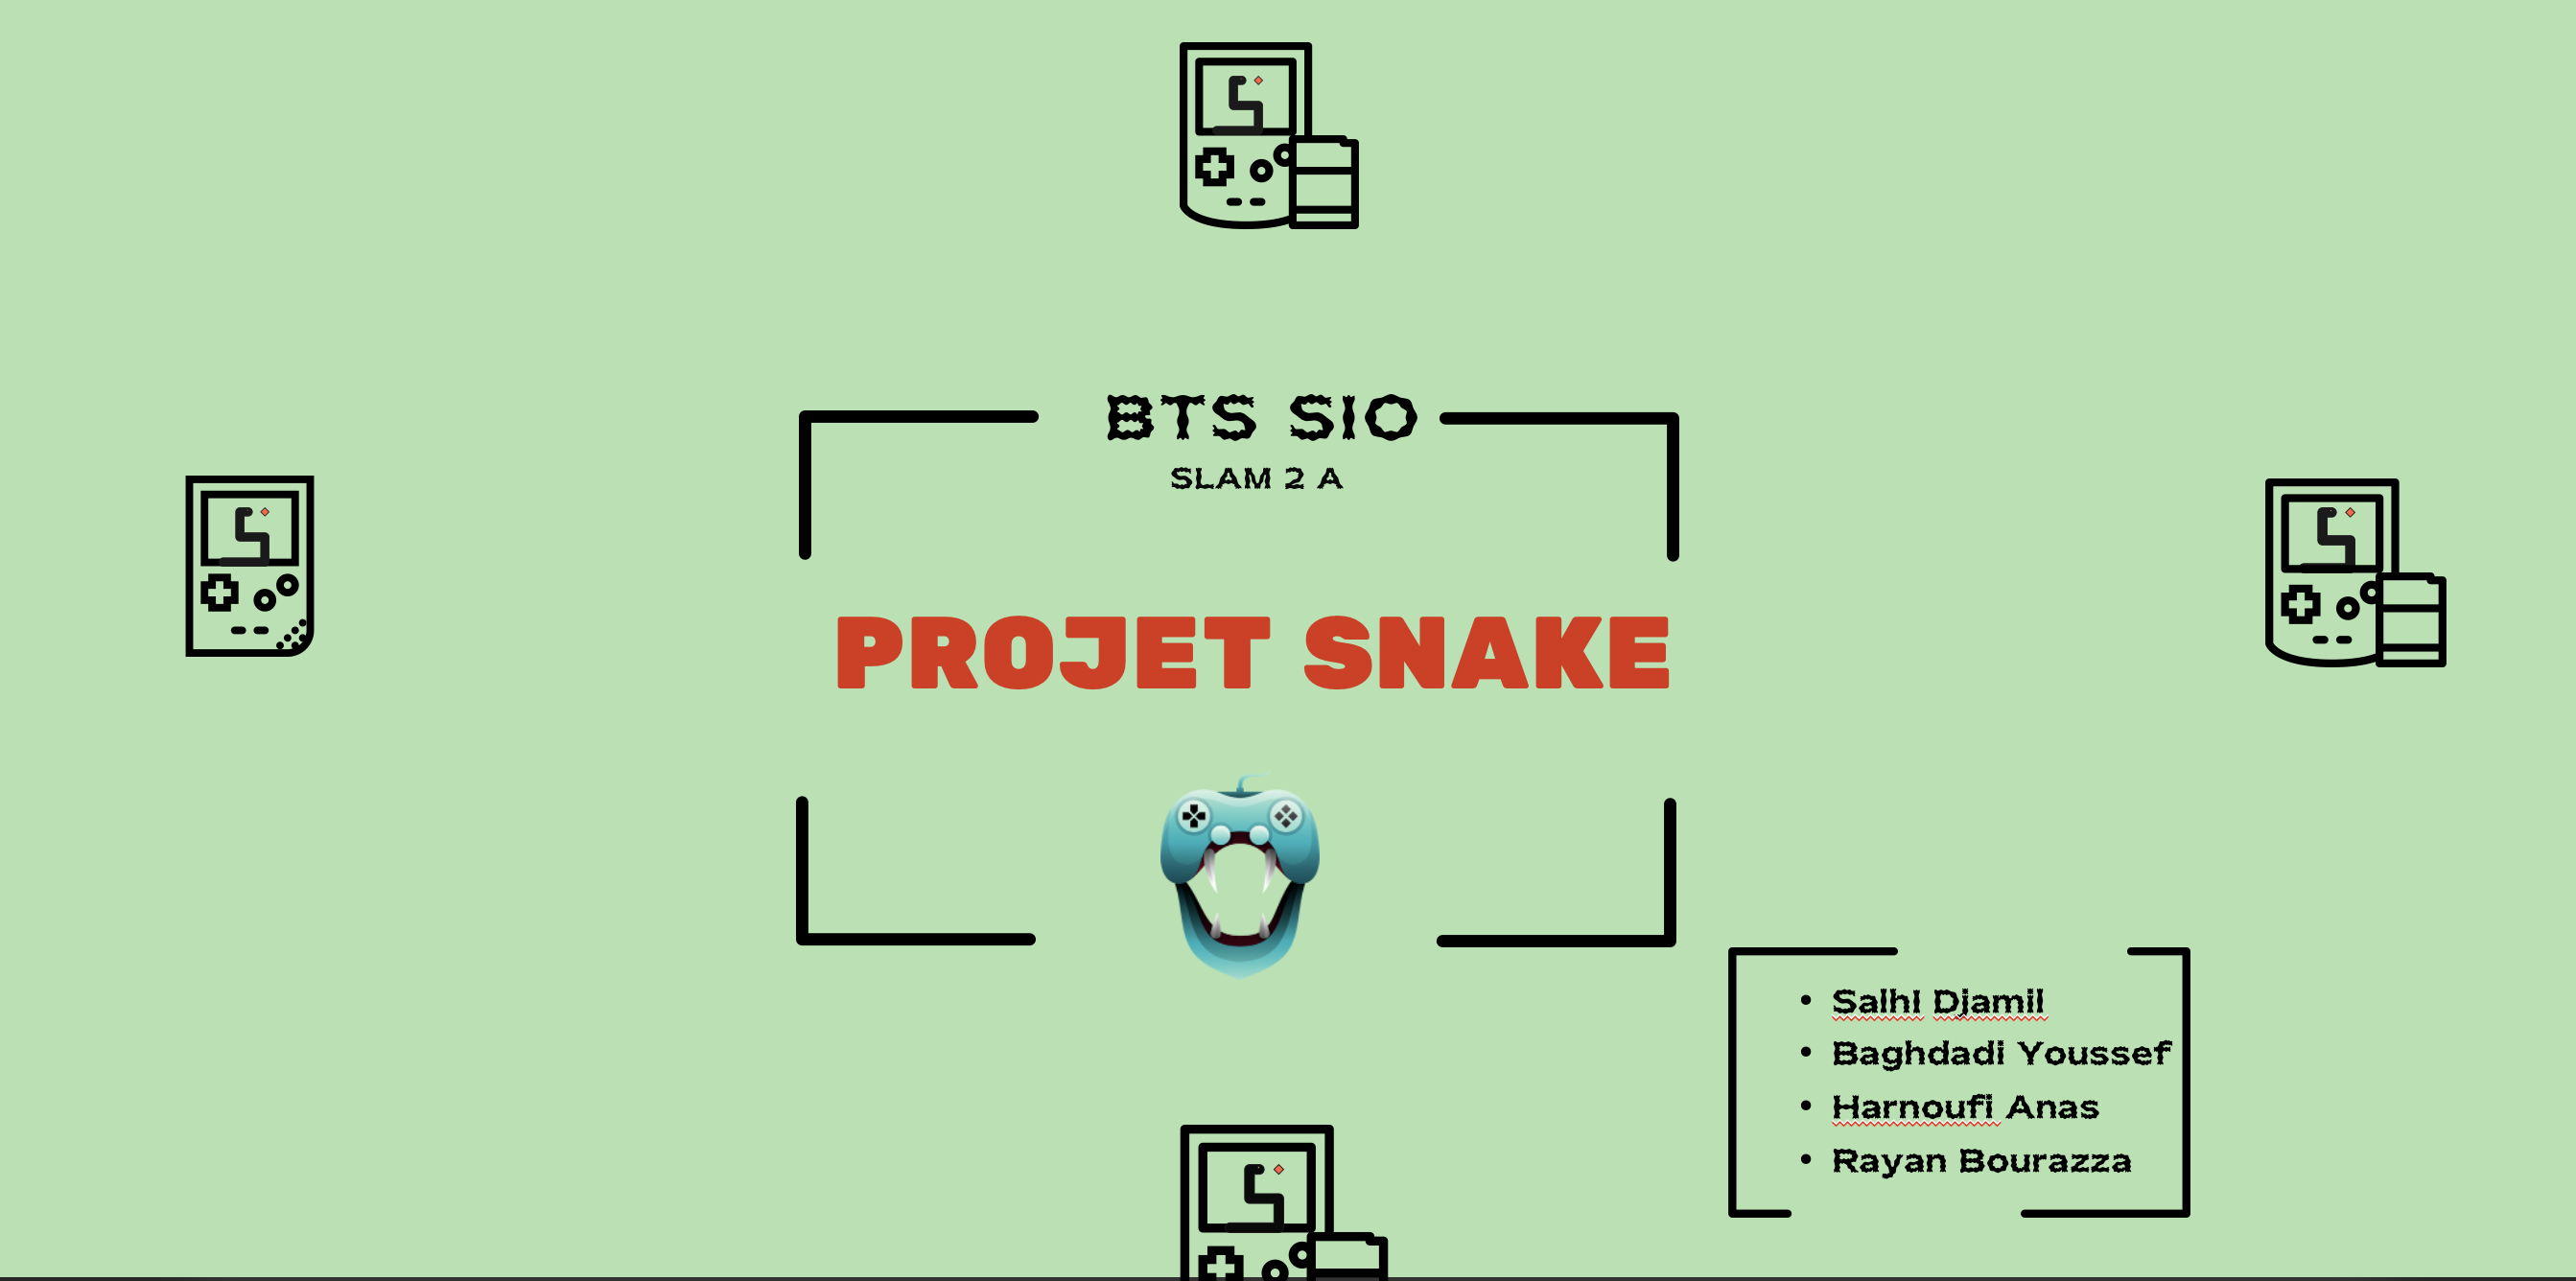 BTS SIO
SLAM 2 A
PROJET SNAKE
• Salhi Djamil
• Baghdadi Youssef
• Harnoufi Anas
• Rayan Bourazza